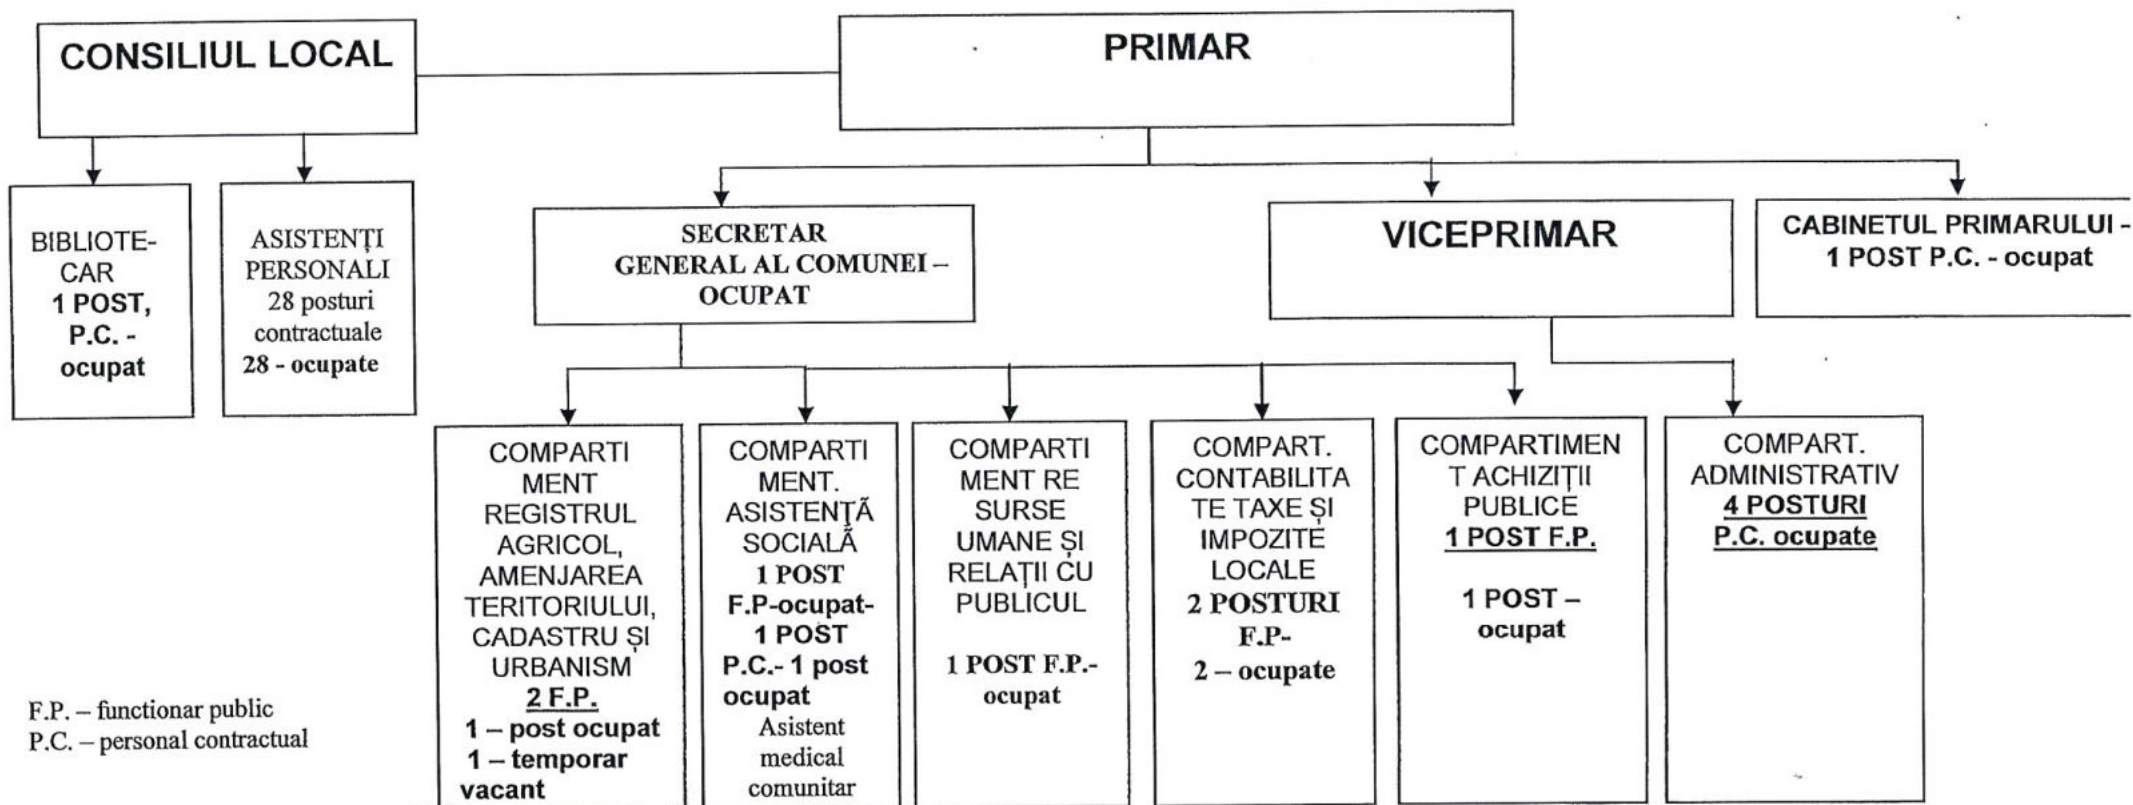 CONSILIUL LOCAL
PRIMAR
BIBLIOTE-
CAR
1 POST,
P.C. -
ocupat
ASISTENȚI
PERSONALI
28 posturi
contractuale
28 - ocupate
SECRETAR
GENERAL AL COMUNEI –
OCUPAT
VICEPRIMAR
CABINETUL PRIMARULUI -
1 POST P.C. - ocupat
COMPARTI
MENT
REGISTRUL
AGRICOL,
AMENJAREA
TERITORIULUI,
CADASTRU ȘI
URBANISM
2 F.P.
1 – post ocupat
1 – temporar
vacant
COMPARTI
MENT.
ASISTENŢĂ
SOCIALĂ
1 POST
F.P-ocupat-
1 POST
P.C.- 1 post
ocupat
Asistent
medical
comunitar
COMPARTI
MENT RE
SURSE
UMANE ȘI
RELAȚII CU
PUBLICUL
1 POST F.P.-
ocupat
COMPART.
CONTABILITA
TE TAXE ȘI
IMPOZITE
LOCALE
2 POSTURI
F.P-
2 – ocupate
COMPARTIMEN
T ACHIZIȚII
PUBLICE
1 POST F.P.
1 POST –
ocupat
COMPART.
ADMINISTRATIV
4 POSTURI
P.C. ocupate
F.P. – functionar public
P.C. – personal contractual